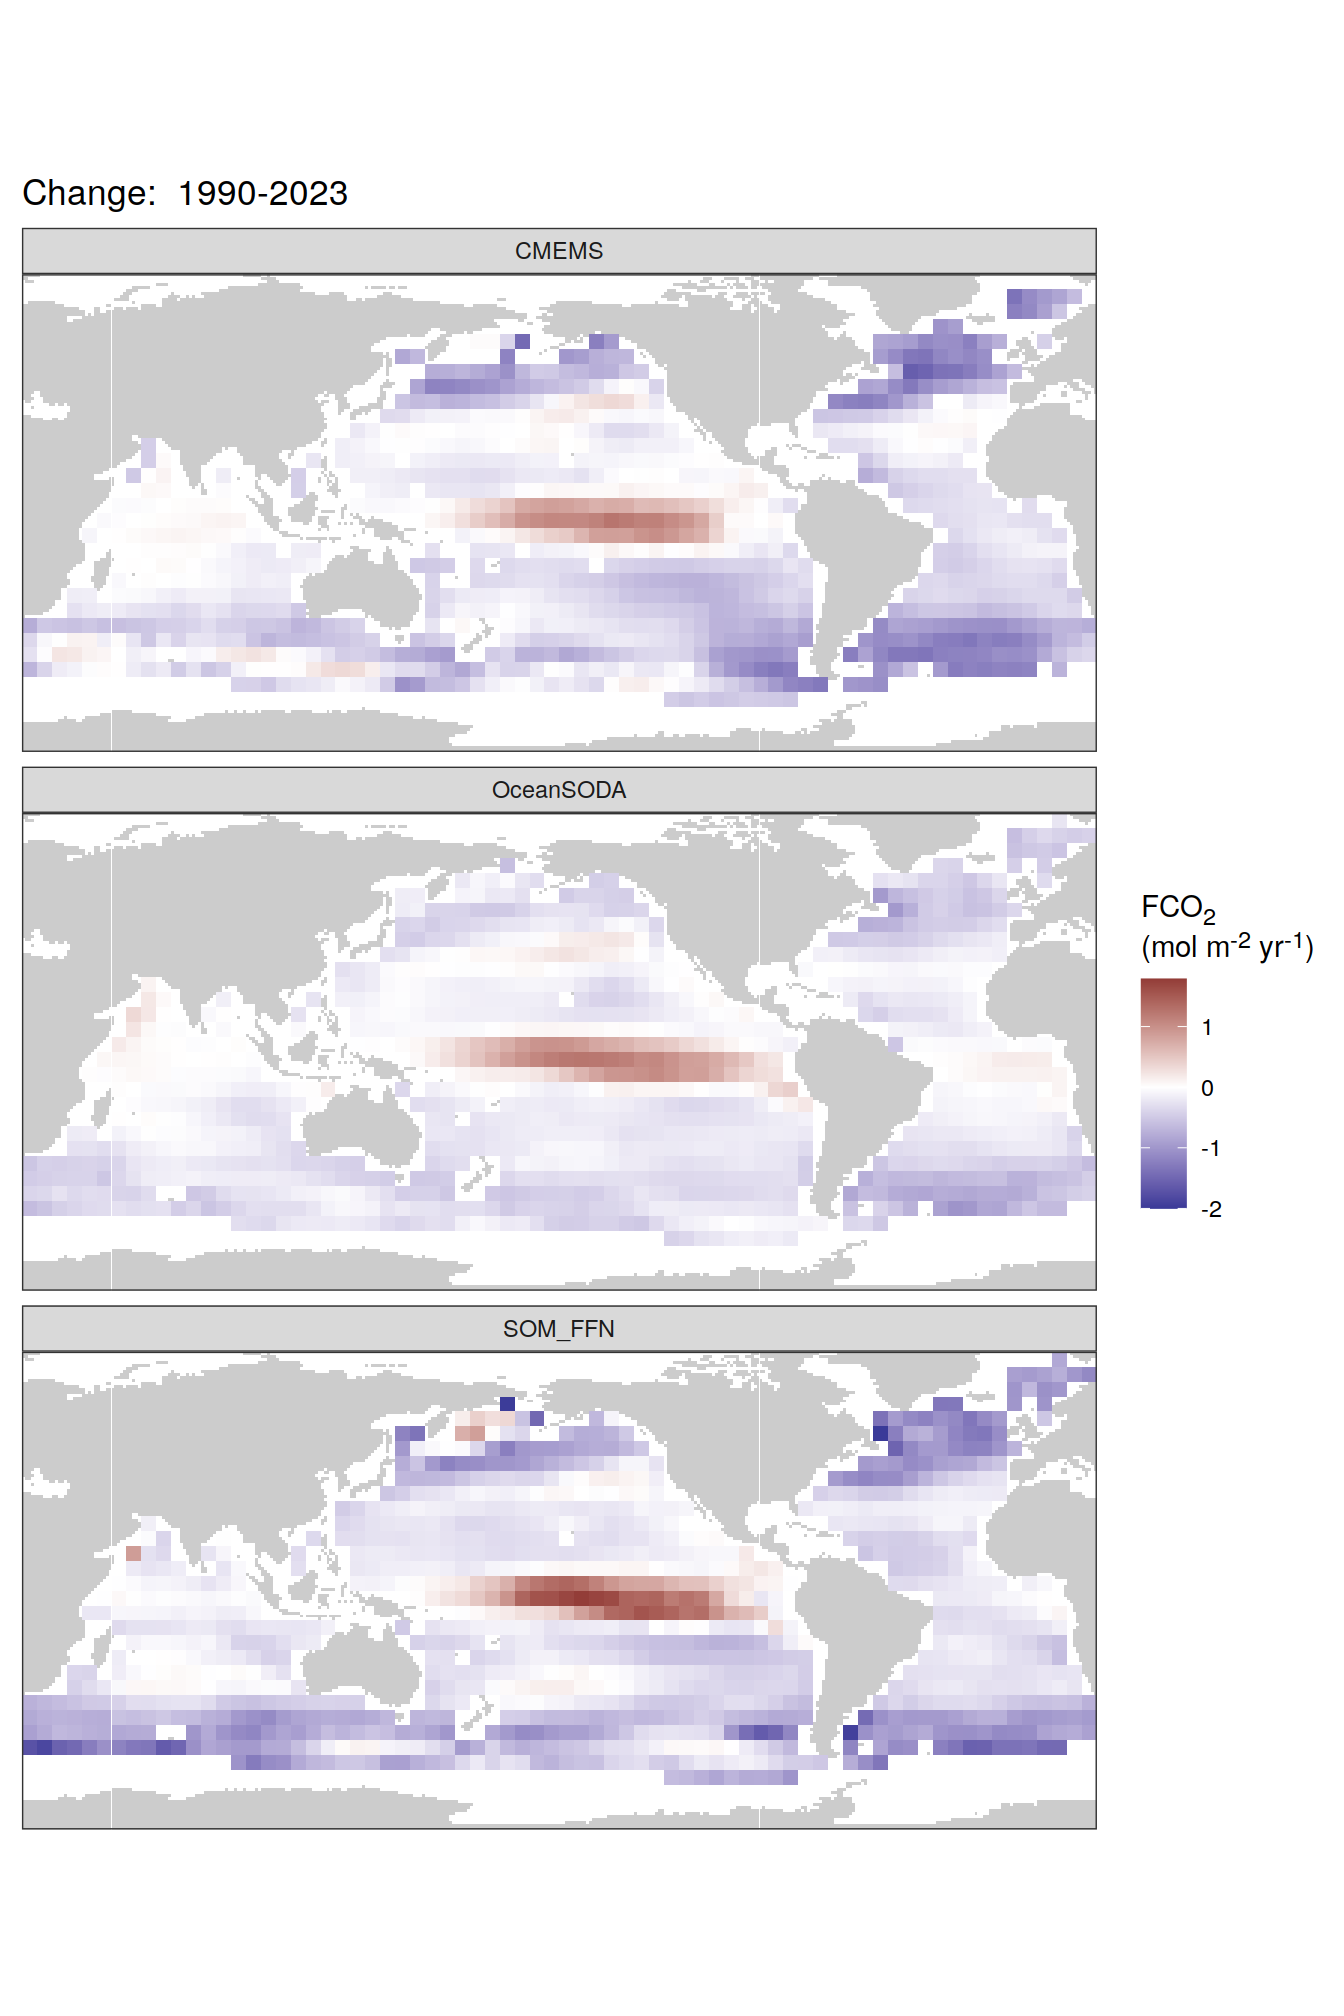 Change:  1990-2023
CMEMS
OceanSODA
FCO₂
(mol m⁻² yr⁻¹)
1
0
-1
-2
SOM_FFN